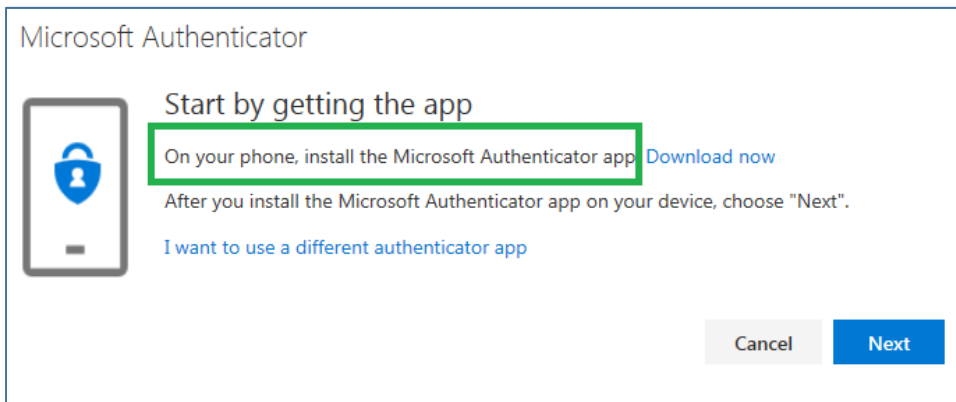 Microsoft Authenticator
Start by getting the app
On your phone, install the Microsoft Authenticator app Download now
After you install the Microsoft Authenticator app on your device, choose "Next".
I want to use a different authenticator app
Cancel Next